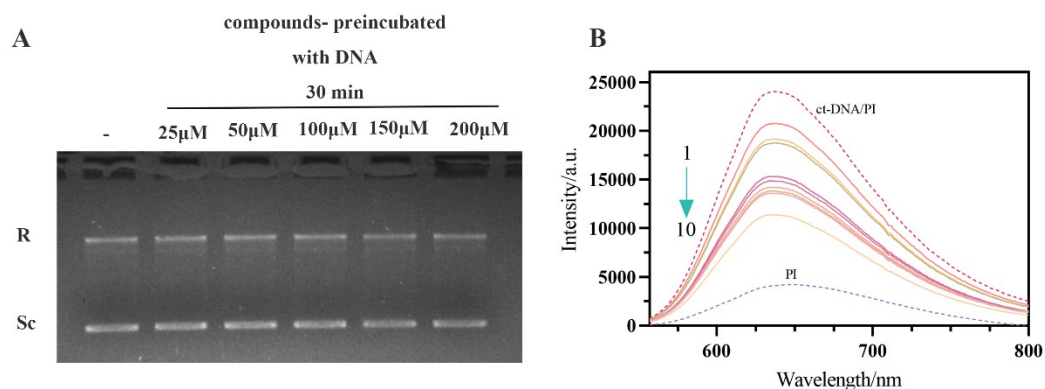 A
compounds- preincubated
with DNA
30 min
- 25μM 50μM 100μM 150μM 200μM
R
Sc
B
25000
20000
15000
10000
5000
0
Intensity/a.u.
ct-DNA/PI
1
10
PI
600 700 800
Wavelength/nm